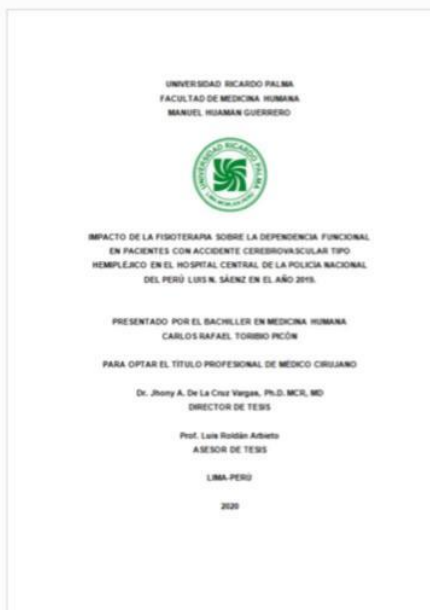 UNIVERSIDAD RICARDO PALMA
FACULTAD DE MEDICINA HUMANA
MANUEL HUAMAN GUERRERO
UNIVERSIDAD RICARDO PALMA
IMPACTO DE LA FISIOTERAPIA SOBRE LA DEPENDENCIA FUNCIONAL
EN PACIENTES CON ACCIDENTE CEREBROVASCULAR TIPO
HEMIPLÉJICO EN EL HOSPITAL CENTRAL DE LA POLICÍA NACIONAL
DEL PERÚ LUIS N. SÁENZ EN EL AÑO 2019.
PRESENTADO POR EL BACHILLER EN MEDICINA HUMANA
CARLOS RAFAEL TORIBIO PICÓN
PARA OPTAR EL TÍTULO PROFESIONAL DE MÉDICO CIRUJANO
Dr. Jhony A. De La Cruz Vargas, Ph.D. MCR, MD
DIRECTOR DE TESIS
Prof. Luis Roldán Arbieto
ASESOR DE TESIS
LIMA-PERÚ
2020